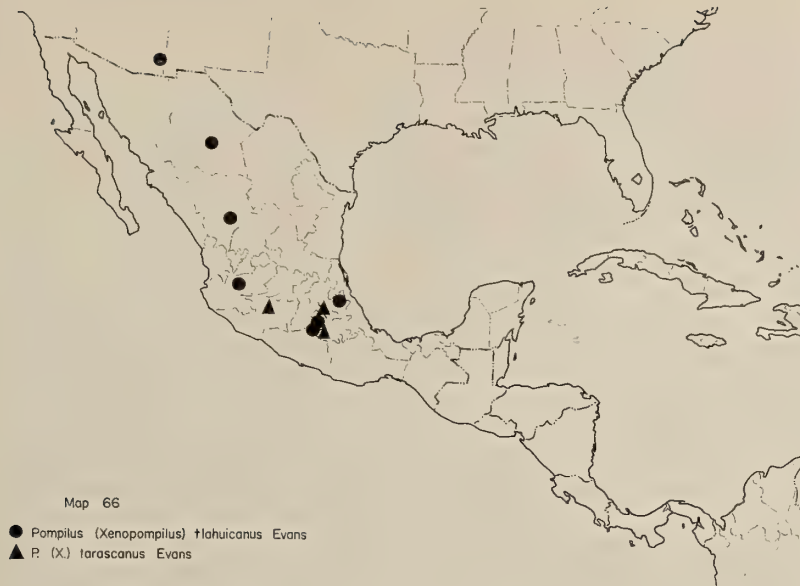 Map 66
Pompilus (Xenopompilus) tlahuicanus Evans
P. (X.) tarascanus Evans